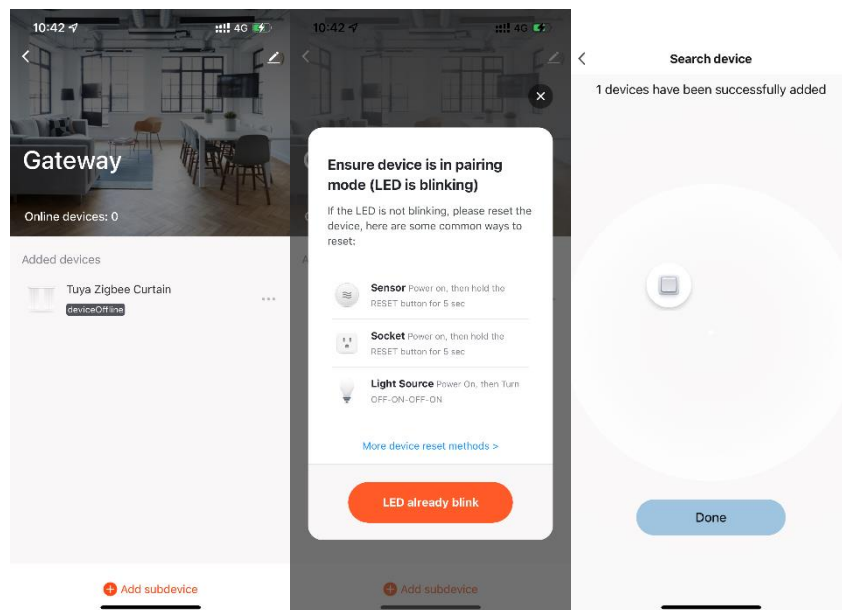 10:42
4G
Gateway
Online devices: 0
Added devices
Tuya Zigbee Curtain
deviceOffline
Add subdevice
10:42
4G
Ensure device is in pairing
mode (LED is blinking)
If the LED is not blinking, please reset the
device, here are some common ways to
reset:
Sensor Power on, then hold the
RESET button for 5 sec
Socket Power on, then hold the
RESET button for 5 sec
Light Source Power On, then Turn
OFF-ON-OFF-ON
More device reset methods >
LED already blink
Add subdevice
Search device
1 devices have been successfully added
Done